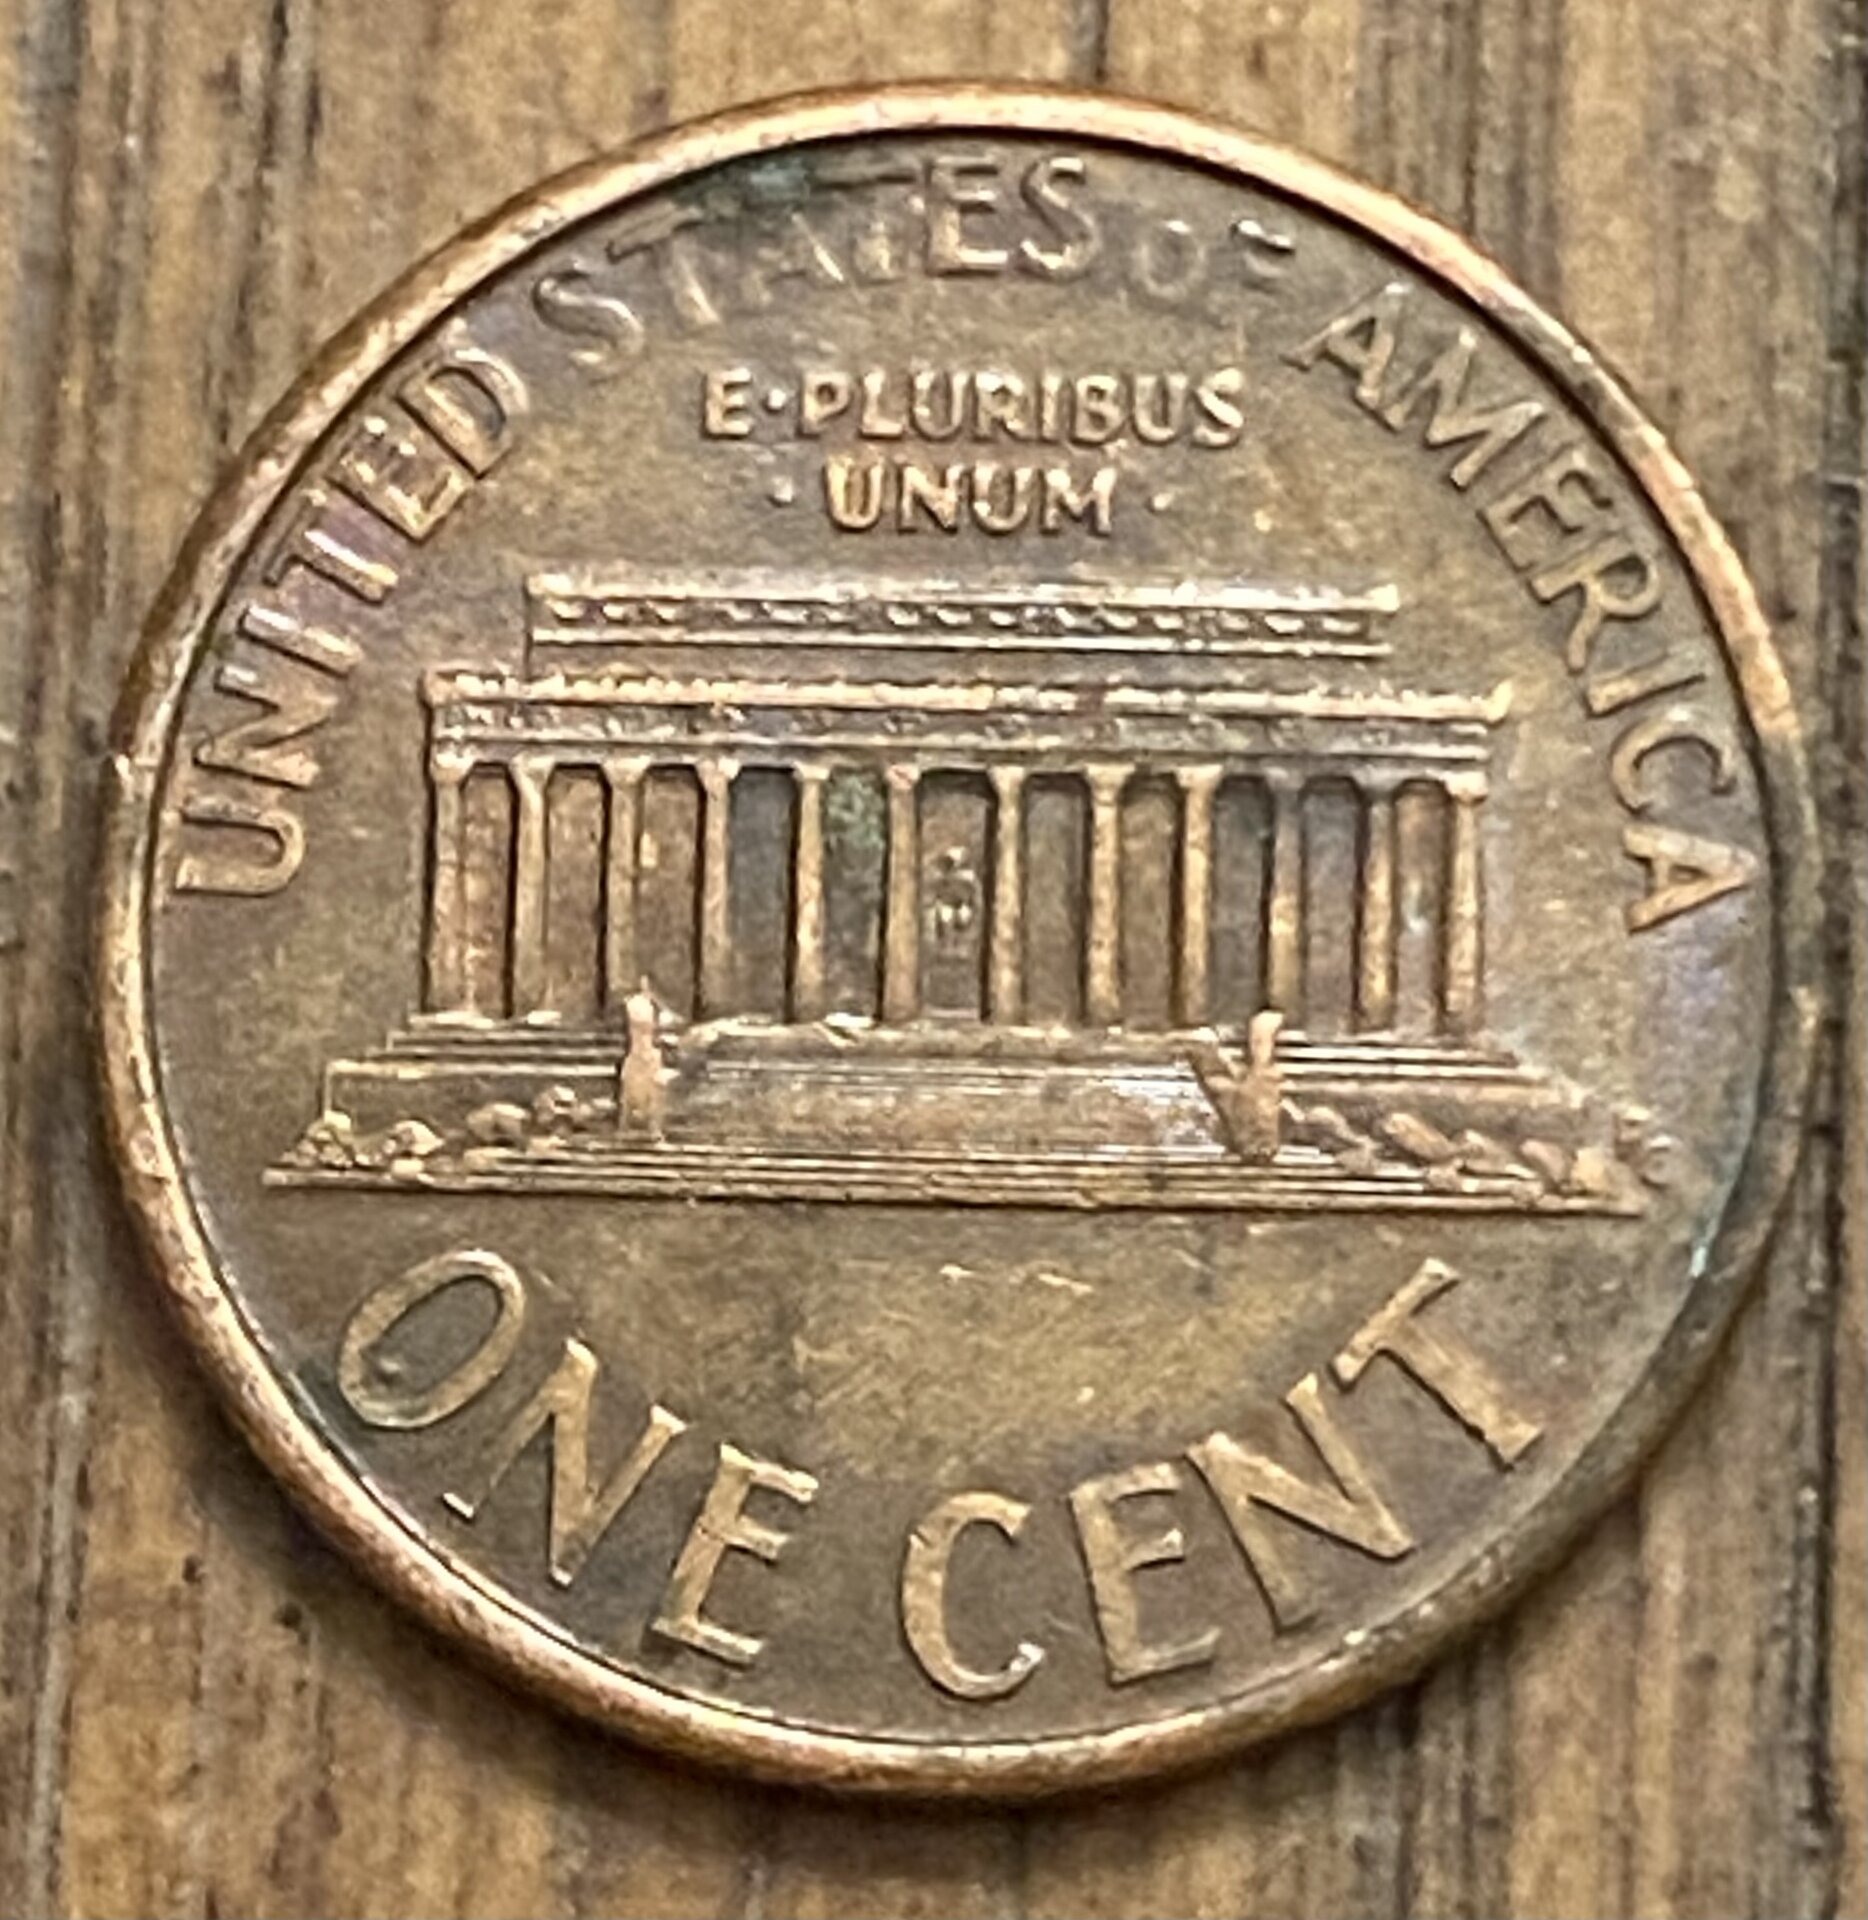 UNITED STATES OF AMERICA
E·PLURIBUS
·UNUM·
ONE CENT